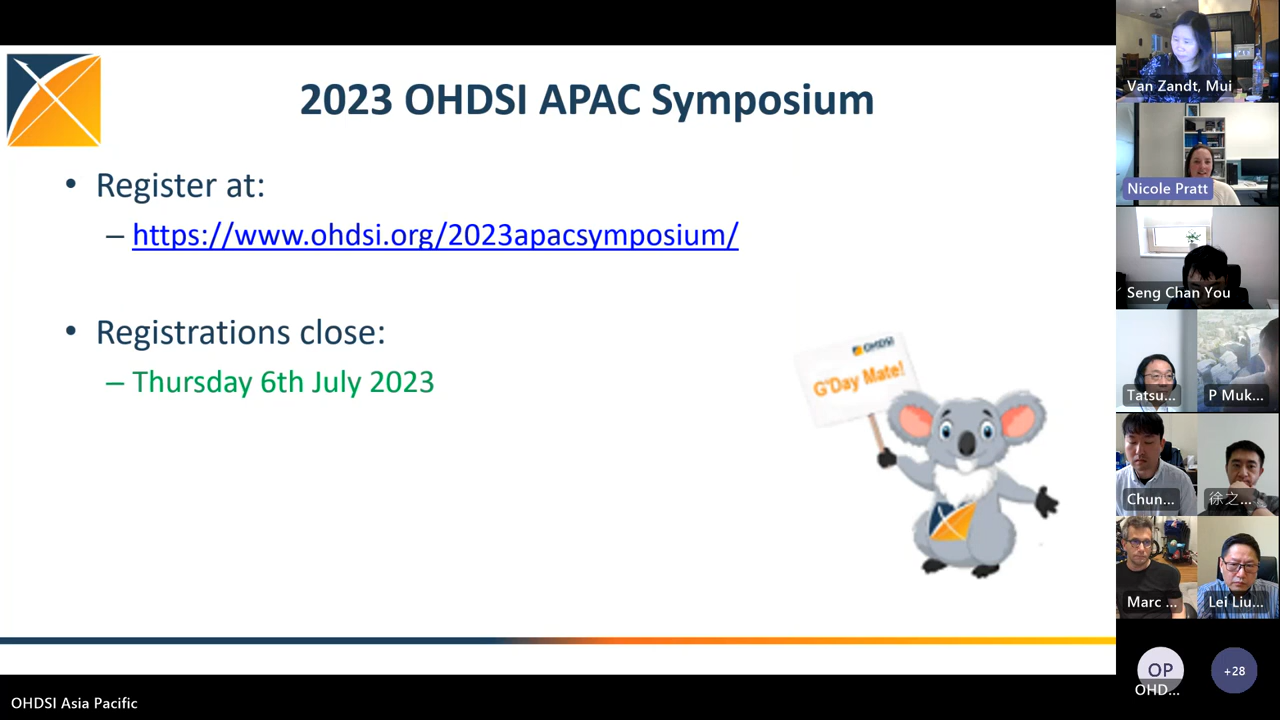 2023 OHDSI APAC Symposium
• Register at:
– https://www.ohdsi.org/2023apacsymposium/
• Registrations close:
– Thursday 6th July 2023
OHDSI
G'Day Mate!
OHDSI Asia Pacific
Van Zandt, Mui
Nicole Pratt
Seng Chan You
Tatsu...
P Muk...
Chun...
徐之...
Marc ...
Lei Liu...
OP
OHD...
+28